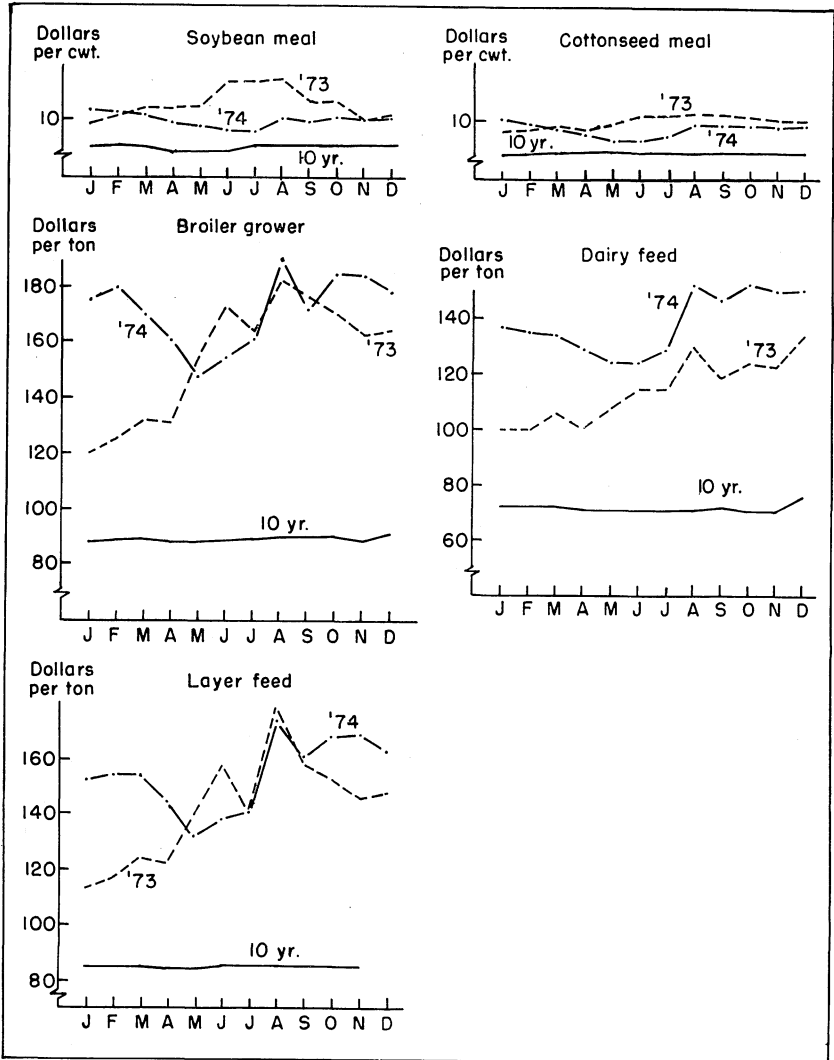 Soybean meal
Dollars
per cwt.
10
'73
'74
10 yr.
J F M A M J J A S O N D
Cottonseed meal
Dollars
per cwt.
10
'73
10 yr.
'74
J F M A M J J A S O N D
Broiler grower
Dollars
per ton
180
160
140
120
100
80
'74
'73
10 yr.
J F M A M J J A S O N D
Dairy feed
Dollars
per ton
140
120
100
80
60
'74
'73
10 yr.
J F M A M J J A S O N D
Layer feed
Dollars
per ton
160
140
120
100
80
'74
'73
10 yr.
J F M A M J J A S O N D